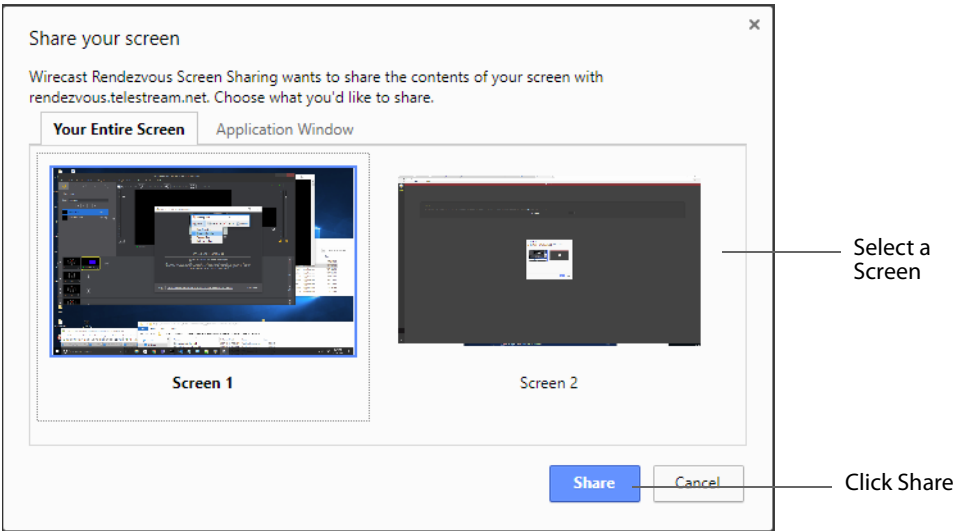 Share your screen
Wirecast Rendezvous Screen Sharing wants to share the contents of your screen with
rendezvous.telestream.net. Choose what you'd like to share.
Your Entire Screen
Application Window
Select a
Screen
Screen 1
Screen 2
Share
Cancel
Click Share